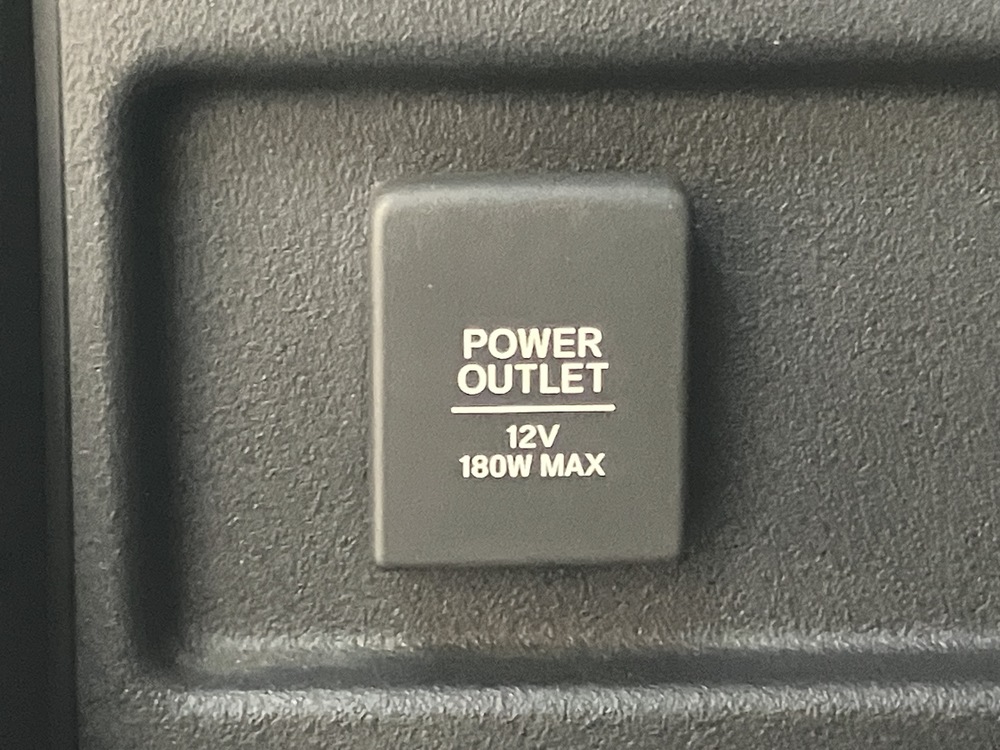 POWER
OUTLET
12V
180W MAX